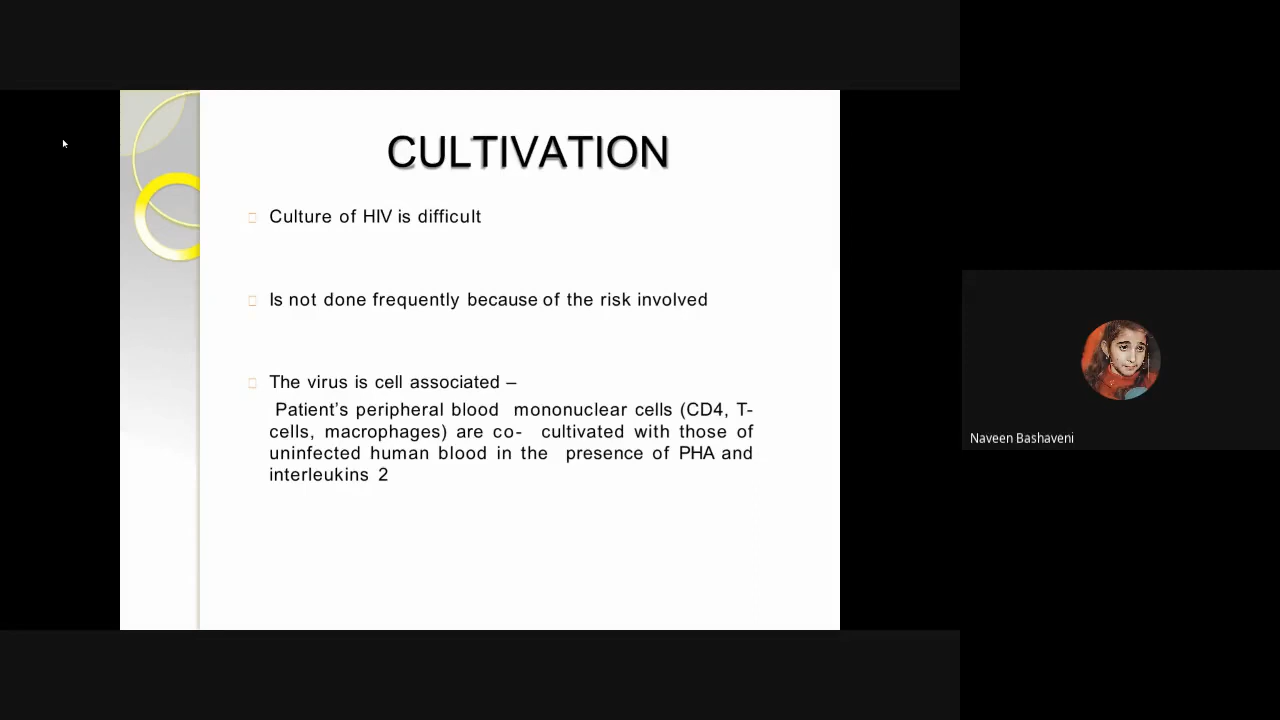 CULTIVATION
Culture of HIV is difficult
Is not done frequently because of the risk involved
The virus is cell associated –
Patient’s peripheral blood mononuclear cells (CD4, T-
cells, macrophages) are co- cultivated with those of
uninfected human blood in the presence of PHA and
interleukins 2
Naveen Bashaveni